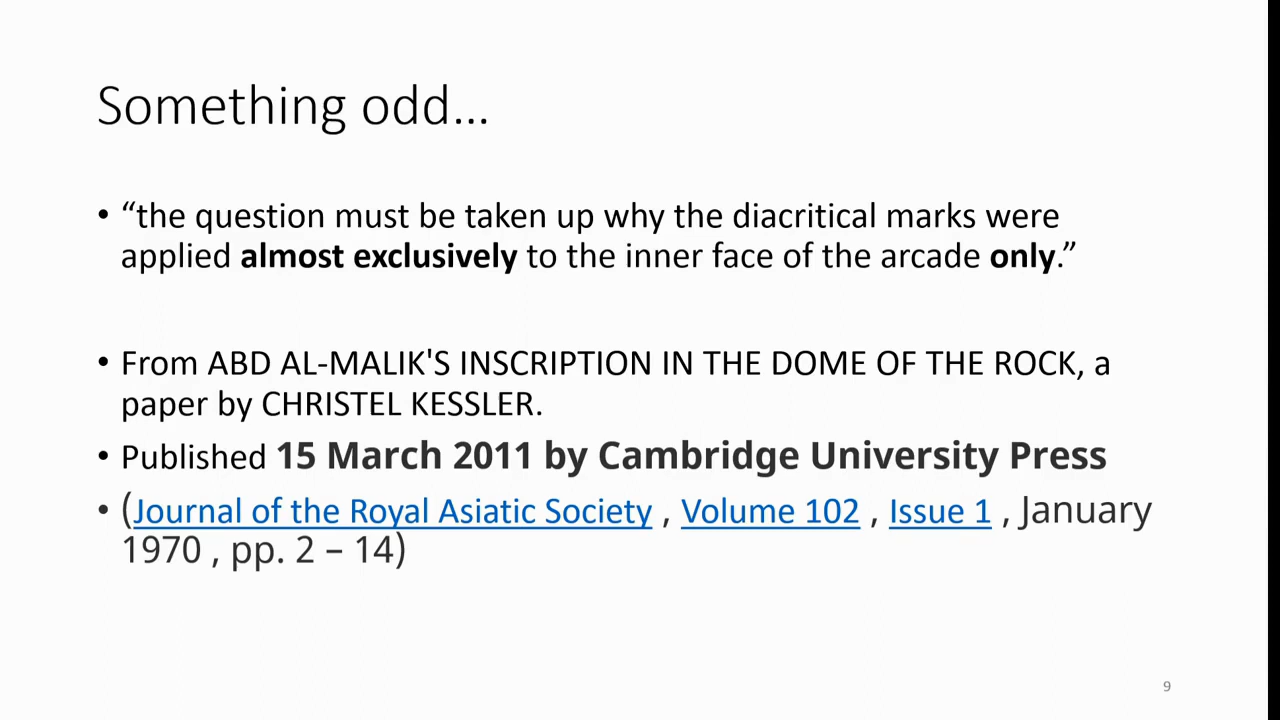 Something odd...
• “the question must be taken up why the diacritical marks were
applied almost exclusively to the inner face of the arcade only.”
• From ABD AL-MALIK'S INSCRIPTION IN THE DOME OF THE ROCK, a
paper by CHRISTEL KESSLER.
• Published 15 March 2011 by Cambridge University Press
• (Journal of the Royal Asiatic Society , Volume 102 , Issue 1 , January
1970 , pp. 2 – 14)
9